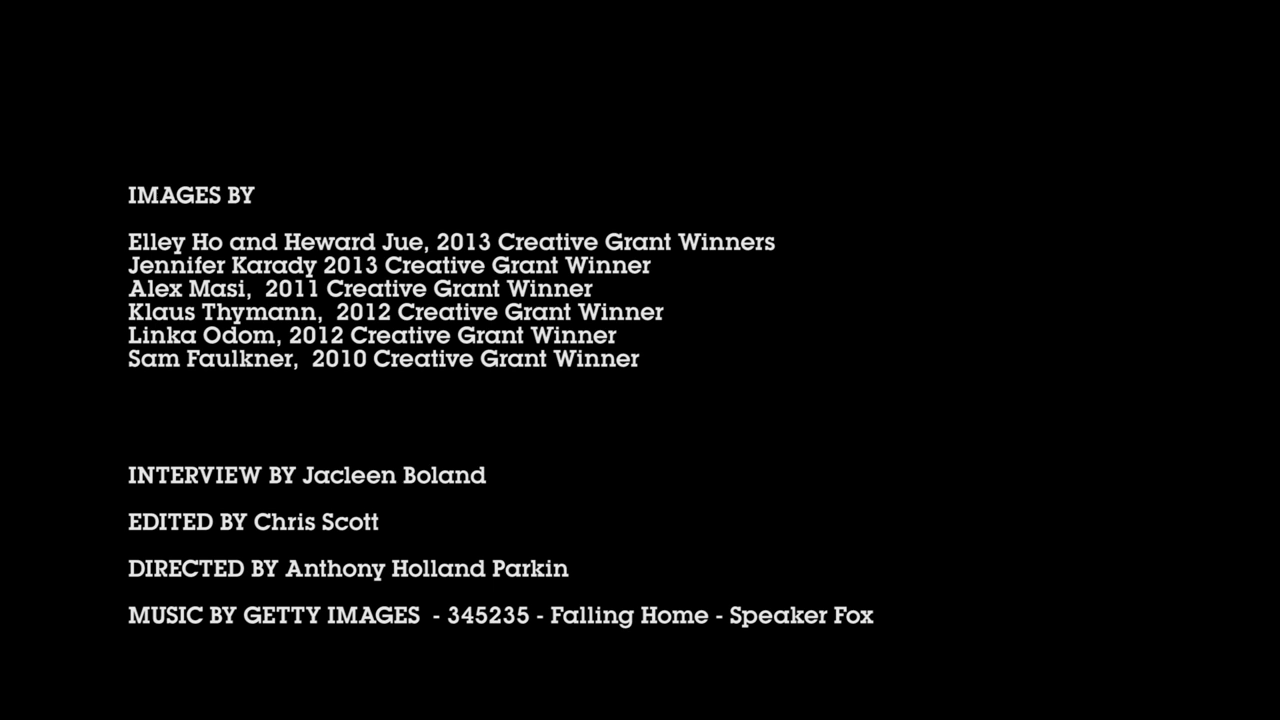 IMAGES BY
Elley Ho and Heward Jue, 2013 Creative Grant Winners
Jennifer Karady 2013 Creative Grant Winner
Alex Masi,  2011 Creative Grant Winner
Klaus Thymann,  2012 Creative Grant Winner
Linka Odom, 2012 Creative Grant Winner
Sam Faulkner,  2010 Creative Grant Winner
INTERVIEW BY Jacleen Boland
EDITED BY Chris Scott
DIRECTED BY Anthony Holland Parkin
MUSIC BY GETTY IMAGES  - 345235 - Falling Home - Speaker Fox